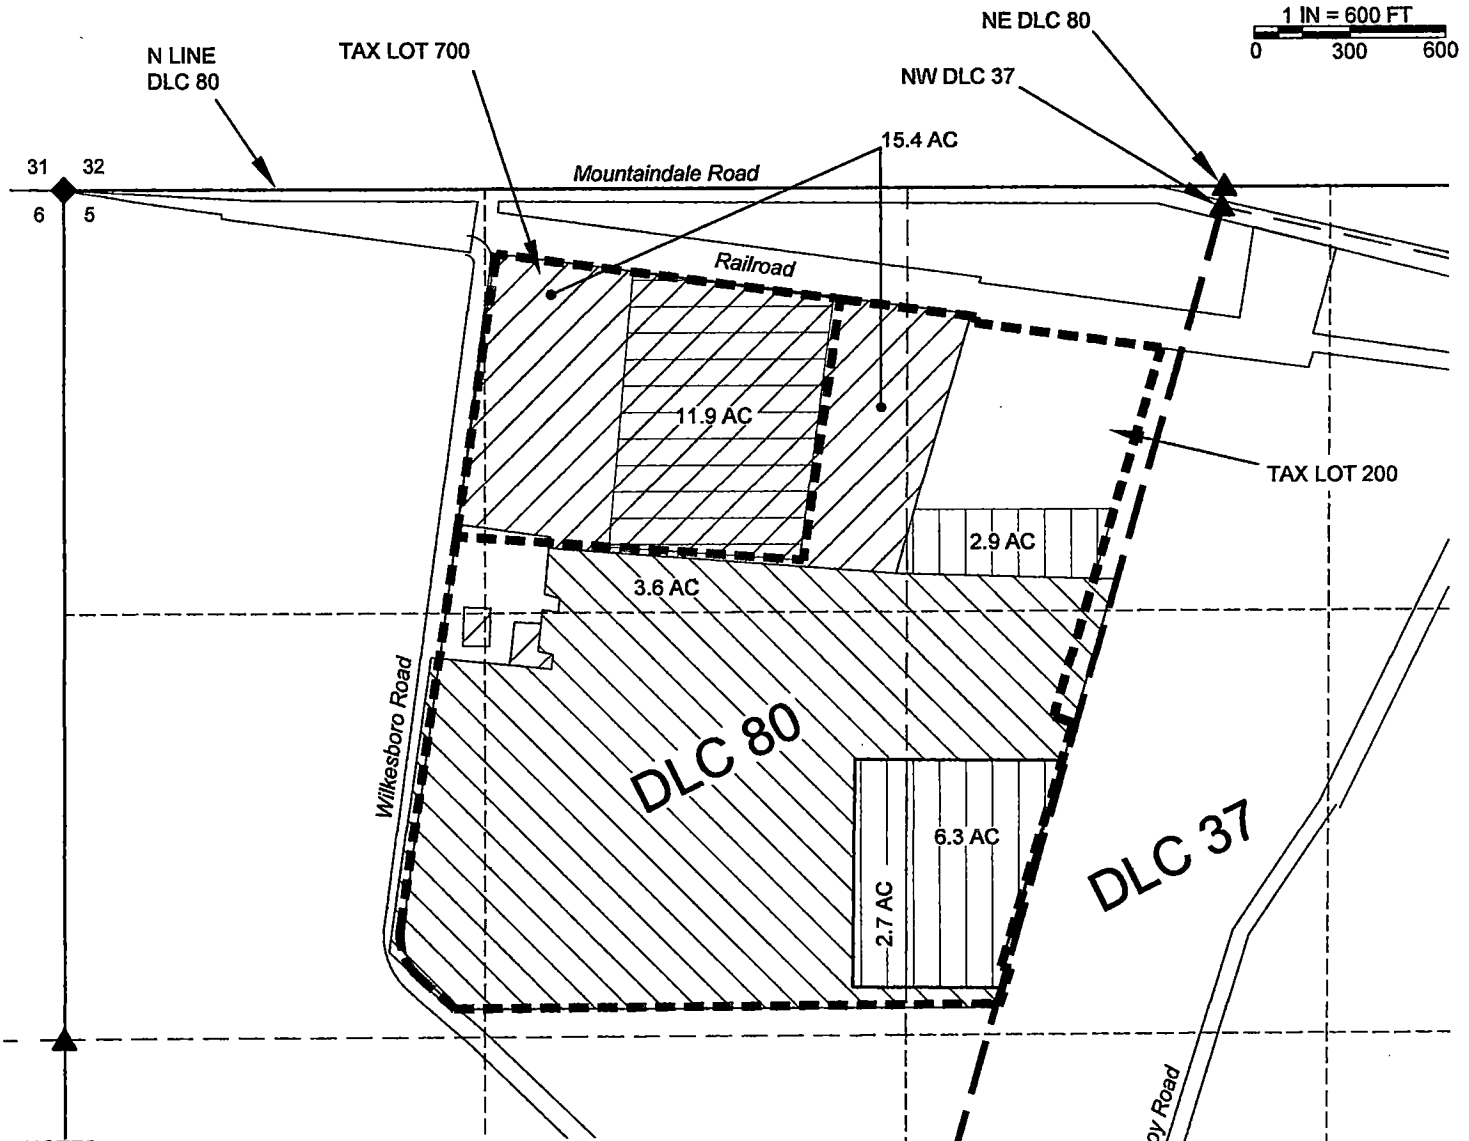 NE DLC 80
1 IN = 600 FT
0 300 600
N LINE
DLC 80
TAX LOT 700
NW DLC 37
15.4 AC
31 32
6 5
Mountaindale Road
Railroad
11.9 AC
TAX LOT 200
2.9 AC
3.6 AC
Wilkesboro Road
DLC 80
6.3 AC
2.7 AC
DLC 37
Road